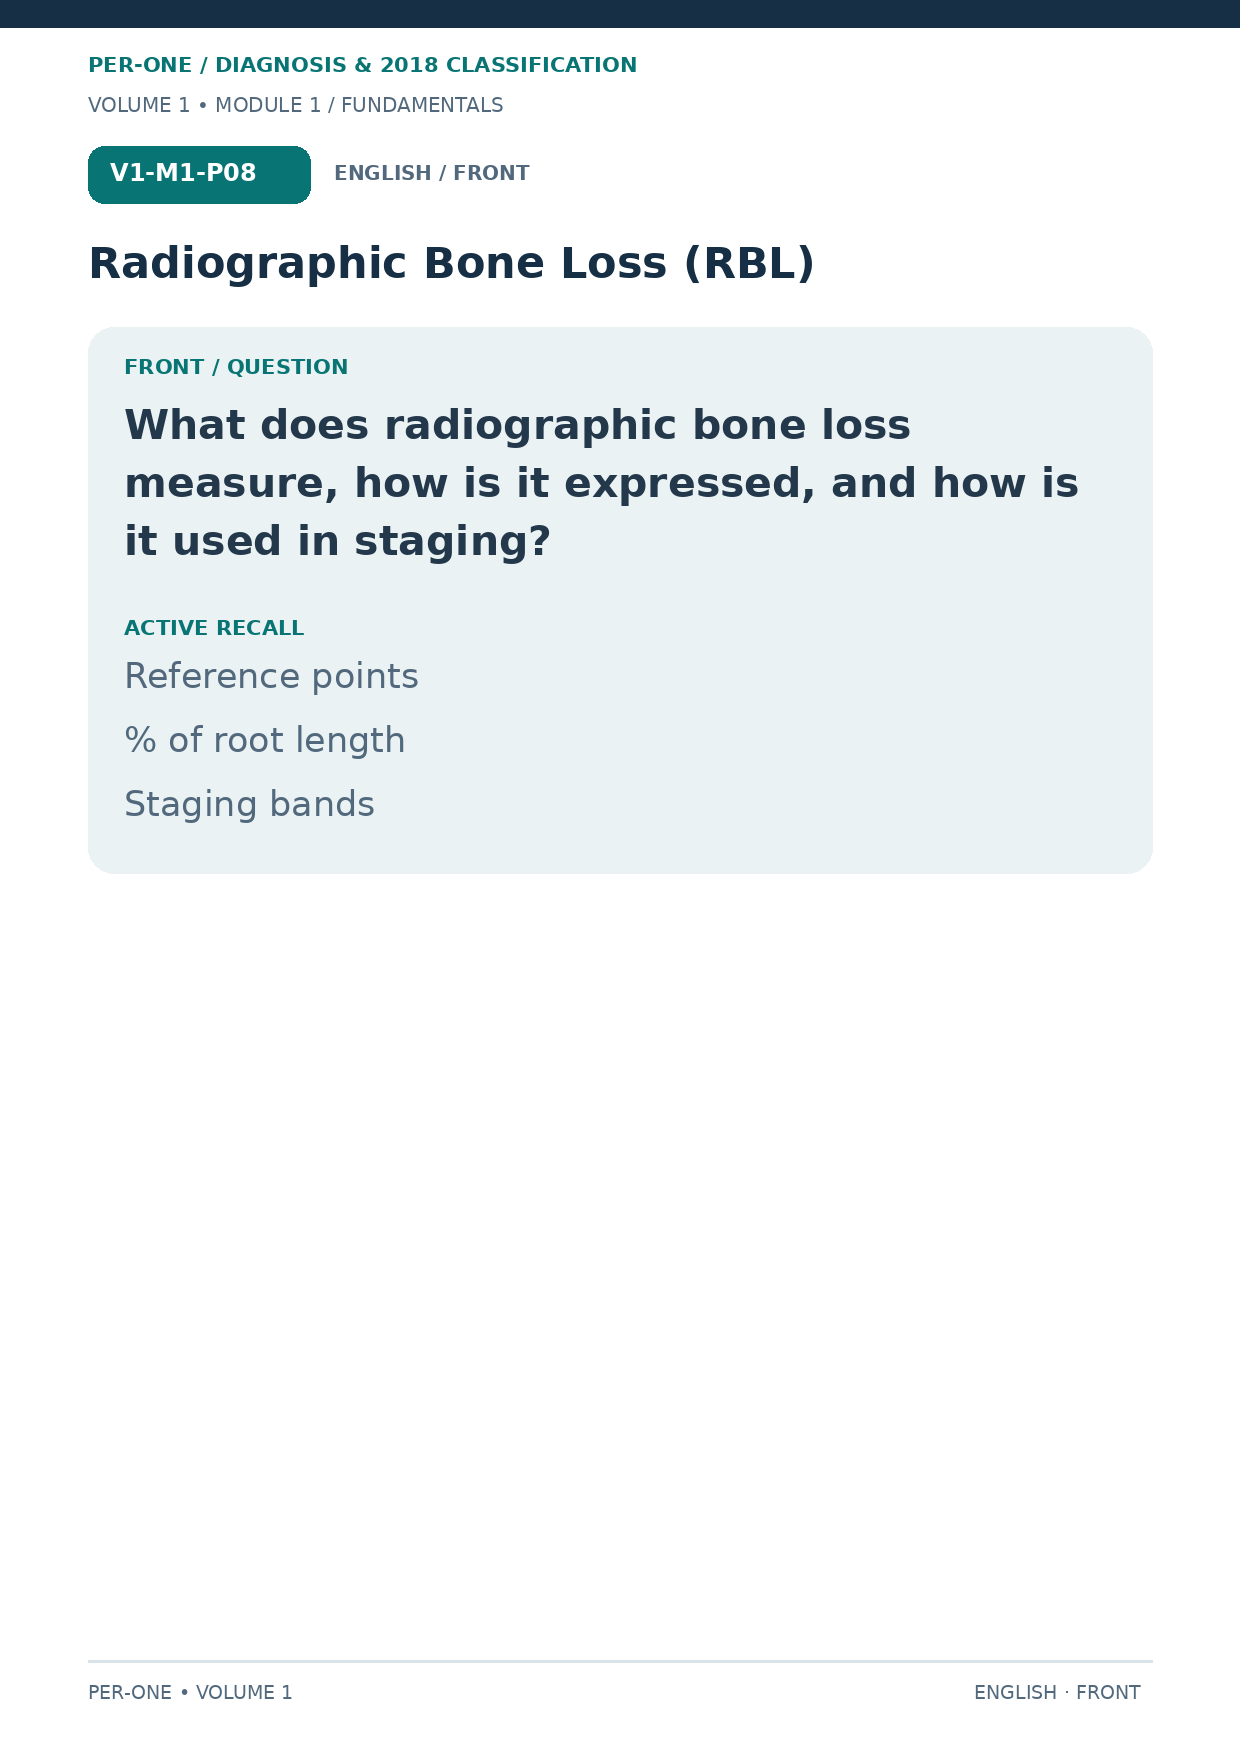 PER-ONE / DIAGNOSIS & 2018 CLASSIFICATION
VOLUME 1 • MODULE 1 / FUNDAMENTALS
V1-M1-P08
ENGLISH / FRONT
Radiographic Bone Loss (RBL)
FRONT / QUESTION
What does radiographic bone loss
measure, how is it expressed, and how is
it used in staging?
ACTIVE RECALL
Reference points
% of root length
Staging bands
PER-ONE • VOLUME 1
ENGLISH · FRONT